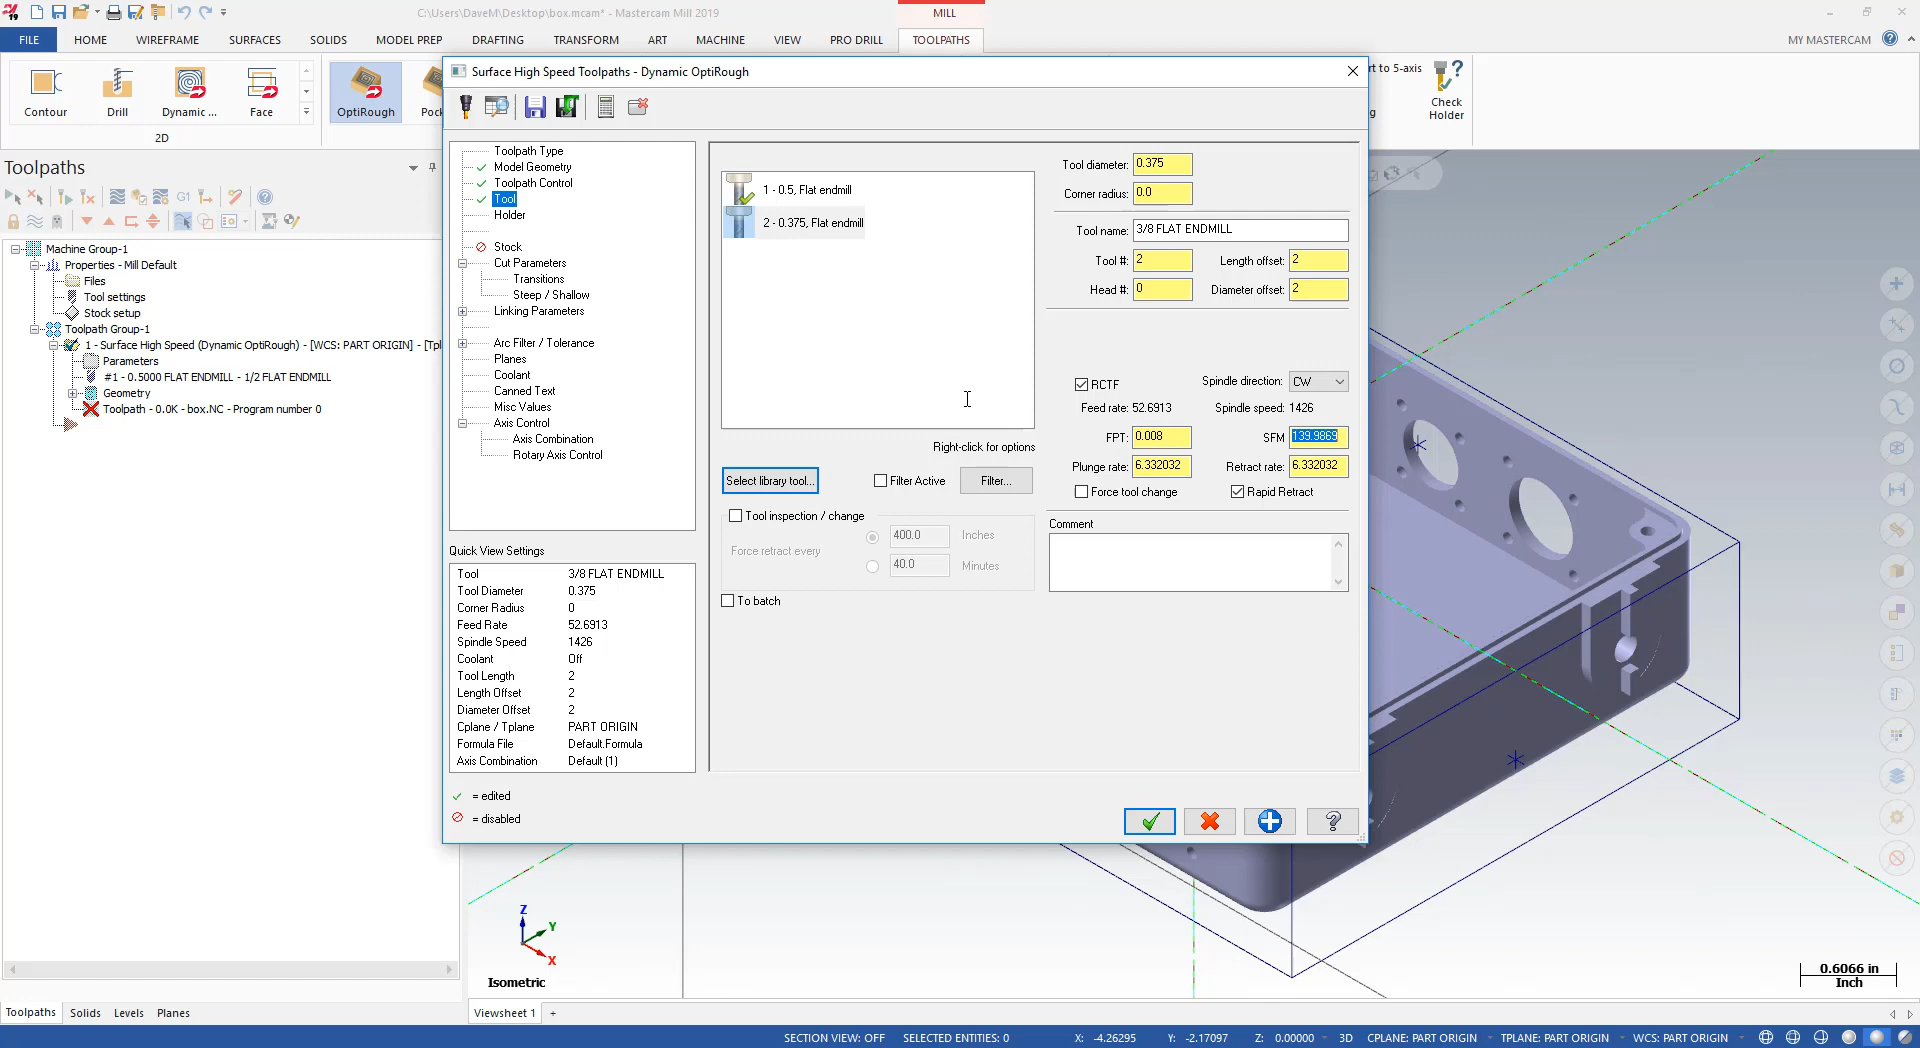 C:\Users\DaveM\Desktop\box.mcam* - Mastercam Mill 2019
MILL
FILE HOME WIREFRAME SURFACES SOLIDS MODEL PREP DRAFTING TRANSFORM ART MACHINE VIEW PRO DRILL TOOLPATHS MY MASTERCAM
Contour Drill Dynamic ... Face OptiRough
2D
rt to 5-axis
Check
Holder
Surface High Speed Toolpaths - Dynamic OptiRough
Toolpaths
G1
Machine Group-1
Properties - Mill Default
Files
Tool settings
Stock setup
Toolpath Group-1
1 - Surface High Speed (Dynamic OptiRough) - [WCS: PART ORIGIN] - [Tpl
Parameters
#1 - 0.5000 FLAT ENDMILL - 1/2 FLAT ENDMILL
Geometry
Toolpath - 0.0K - box.NC - Program number 0
Toolpath Type
Model Geometry
Toolpath Control
Tool
Holder
Stock
Cut Parameters
Transitions
Steep / Shallow
Linking Parameters
Arc Filter / Tolerance
Planes
Coolant
Canned Text
Misc Values
Axis Control
Axis Combination
Rotary Axis Control
Quick View Settings
Tool 3/8 FLAT ENDMILL
Tool Diameter 0.375
Corner Radius 0
Feed Rate 52.6913
Spindle Speed 1426
Coolant Off
Tool Length 2
Length Offset 2
Diameter Offset 2
Cplane / Tplane PART ORIGIN
Formula File Default.Formula
Axis Combination Default (1)
= edited
= disabled
1 - 0.5, Flat endmill
2 - 0.375, Flat endmill
Right-click for options
Select library tool... Filter Active Filter...
Tool inspection / change
Force retract every 400.0 Inches
40.0 Minutes
To batch
Tool diameter: 0.375
Corner radius: 0.0
Tool name: 3/8 FLAT ENDMILL
Tool #: 2 Length offset: 2
Head #: 0 Diameter offset: 2
RCTF Spindle direction: CW
Feed rate: 52.6913 Spindle speed: 1426
FPT: 0.008 SFM 139.9869
Plunge rate: 6.332032 Retract rate: 6.332032
Force tool change Rapid Retract
Comment
Z
Y
X
Isometric
0.6066 in
Inch
Toolpaths Solids Levels Planes
Viewsheet 1 +
SECTION VIEW: OFF SELECTED ENTITIES: 0 X: -4.26295 Y: -2.17097 Z: 0.00000 3D CPLANE: PART ORIGIN TPLANE: PART ORIGIN WCS: PART ORIGIN